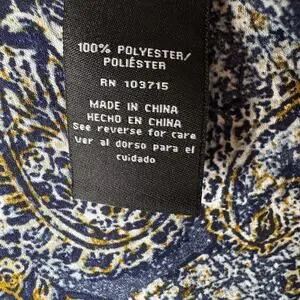 100% POLYESTER/
POLIÉSTER
RN 103715
MADE IN CHINA
HECHO EN CHINA
See reverse for care
Ver al dorso para el
cuidado